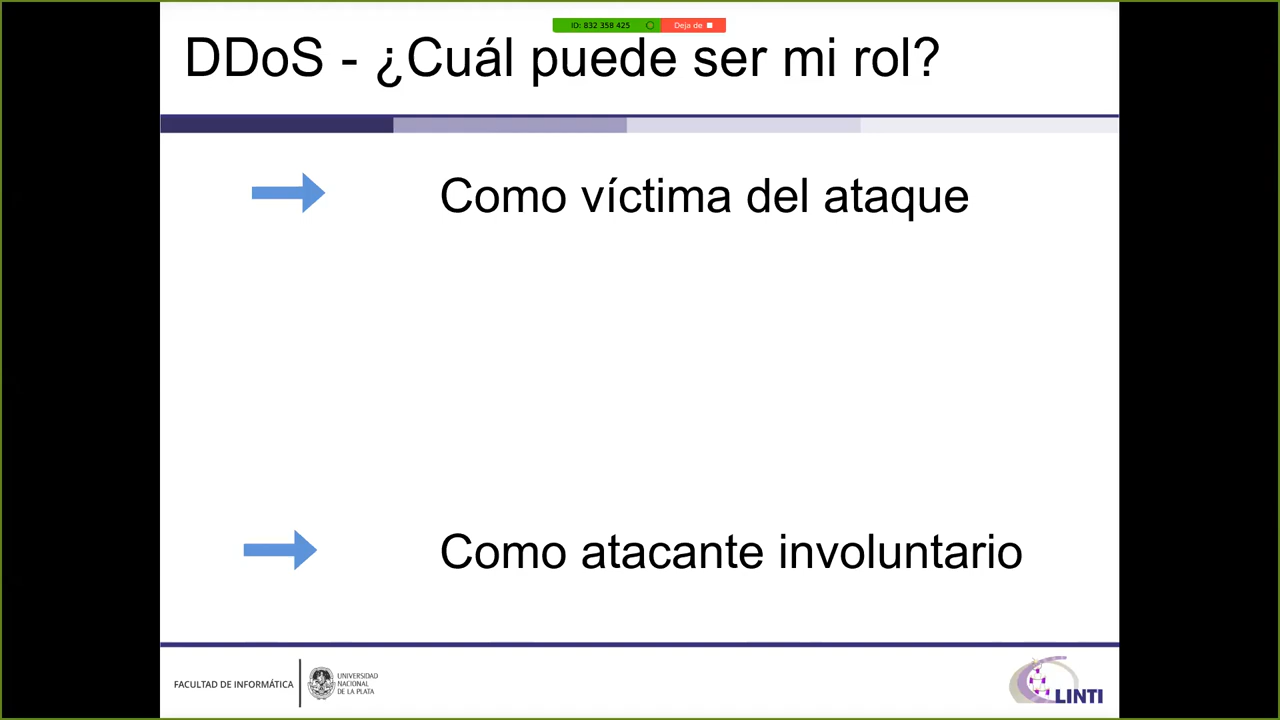 ID: 832 358 425
Deja de
DDoS - ¿Cuál puede ser mi rol?
Como víctima del ataque
Como atacante involuntario
FACULTAD DE INFORMÁTICA
UNIVERSIDAD
NACIONAL
DE LA PLATA
LINTI